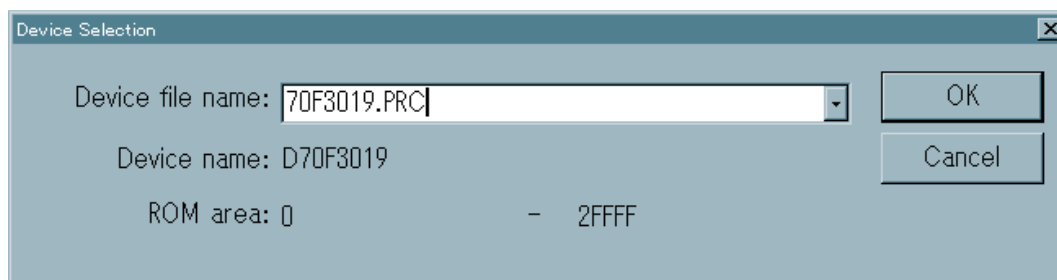 Device Selection
Device file name: 70F3019.PRC
OK
Device name: D70F3019
Cancel
ROM area: 0 - 2FFFF